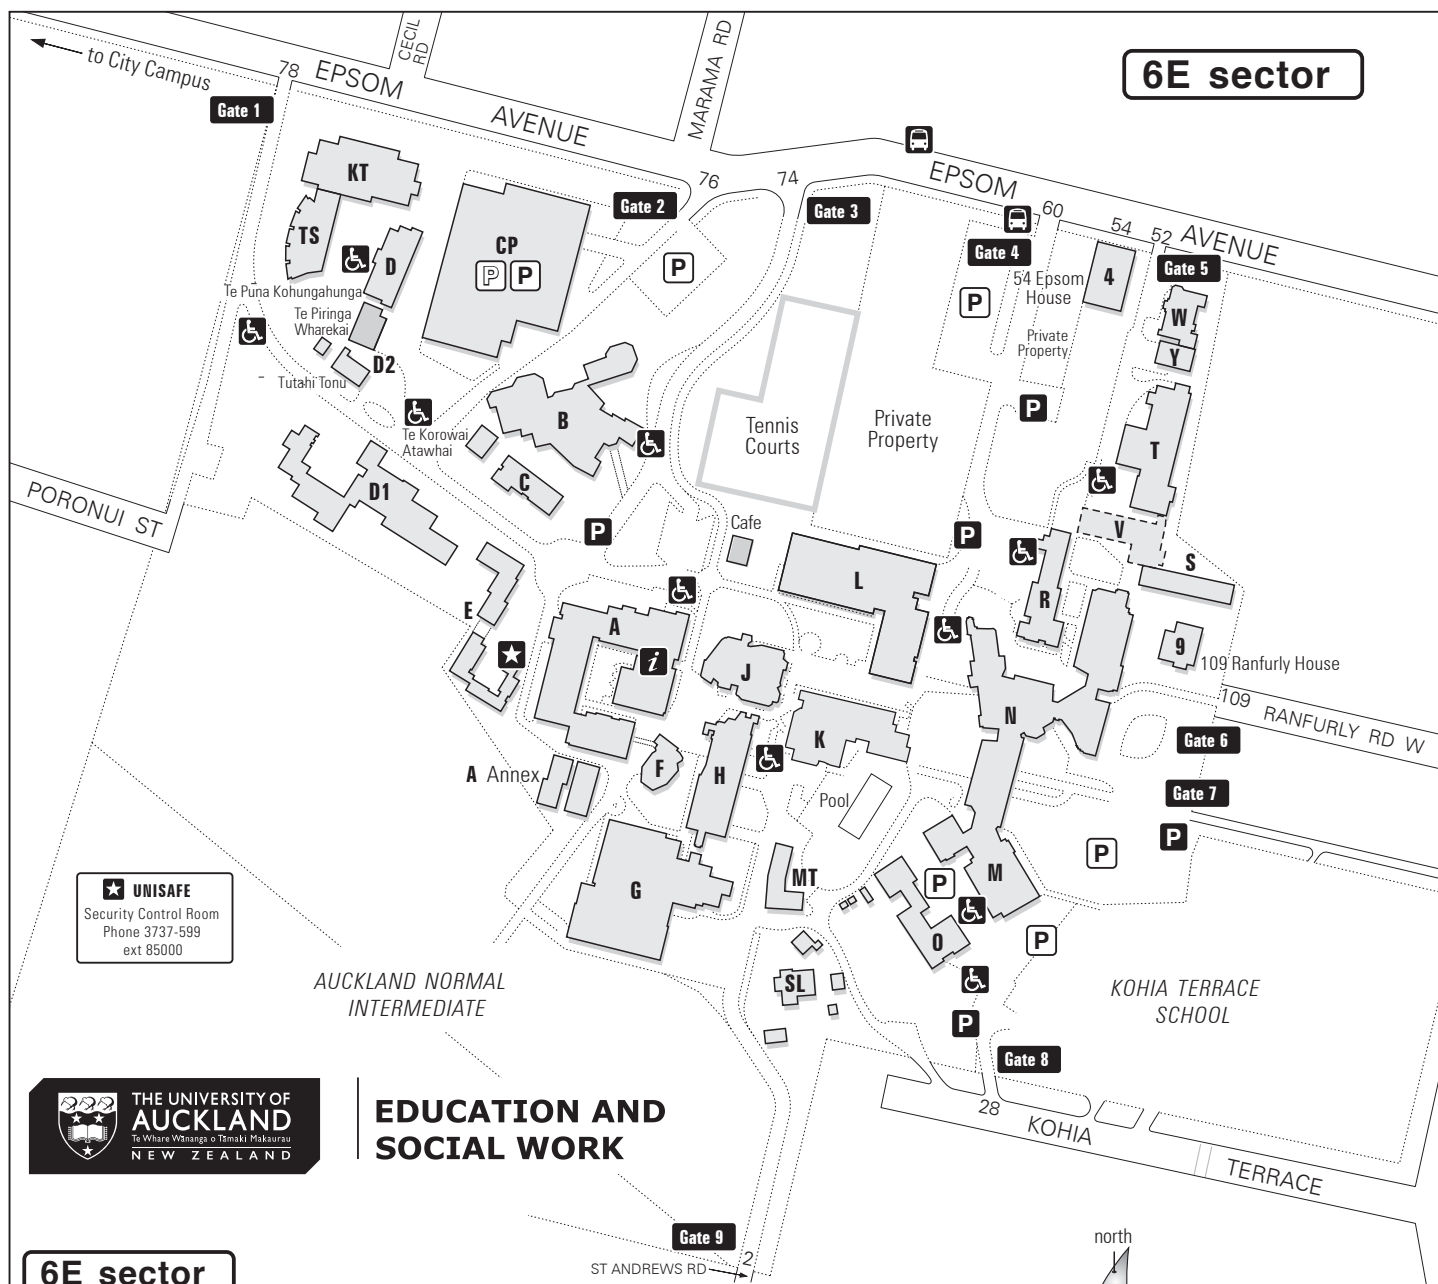 to City Campus
78
EPSOM
AVENUE
CECIL
RD
MARAMA RD
6E sector
Gate 1
KT
TS
D
CP
P P
Gate 2
76
P
74
Gate 3
EPSOM
AVENUE
60
54
52
Gate 4
Gate 5
54 Epsom
House
4
P
Private
Property
W
Y
Te Puna Kohungahunga
Te Piringa
Wharekai
D2
Tutahi Tonu
Te Korowai
Atawhai
B
C
Tennis
Courts
Private
Property
P
T
V
S
PORONUI ST
D1
P
Cafe
P
L
R
E
A
i
J
9
109 Ranfurly House
109
RANFURLY RD W
N
K
Gate 6
A Annex
F
H
Pool
Gate 7
P
P
G
MT
P
M
O
P
UNISAFE
Security Control Room
Phone 3737-599
ext 85000
AUCKLAND NORMAL
INTERMEDIATE
SL
P
KOHIA TERRACE
SCHOOL
Gate 8
28
KOHIA
TERRACE
THE UNIVERSITY OF
AUCKLAND
Te Whare Wānanga o Tāmaki Makaurau
NEW ZEALAND
EDUCATION AND
SOCIAL WORK
Gate 9
2
ST ANDREWS RD
north
6E sector